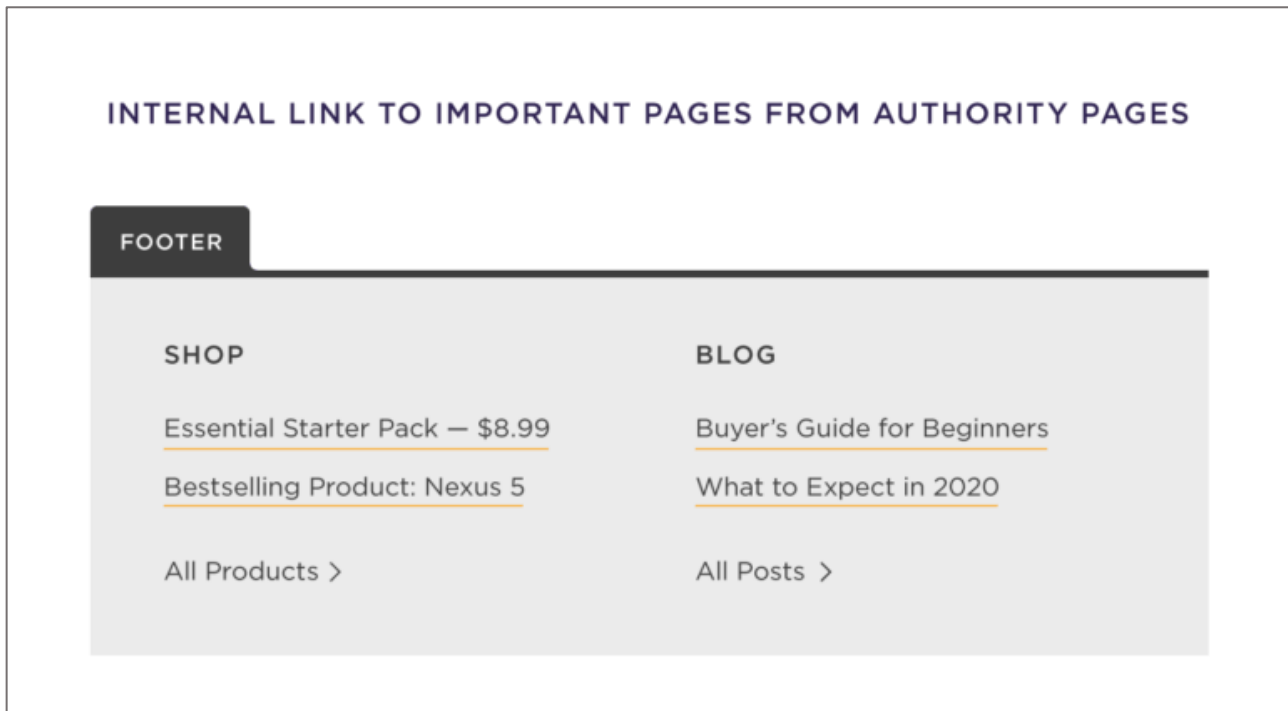 INTERNAL LINK TO IMPORTANT PAGES FROM AUTHORITY PAGES
FOOTER
SHOP
Essential Starter Pack — $8.99
Bestselling Product: Nexus 5
All Products >
BLOG
Buyer’s Guide for Beginners
What to Expect in 2020
All Posts >